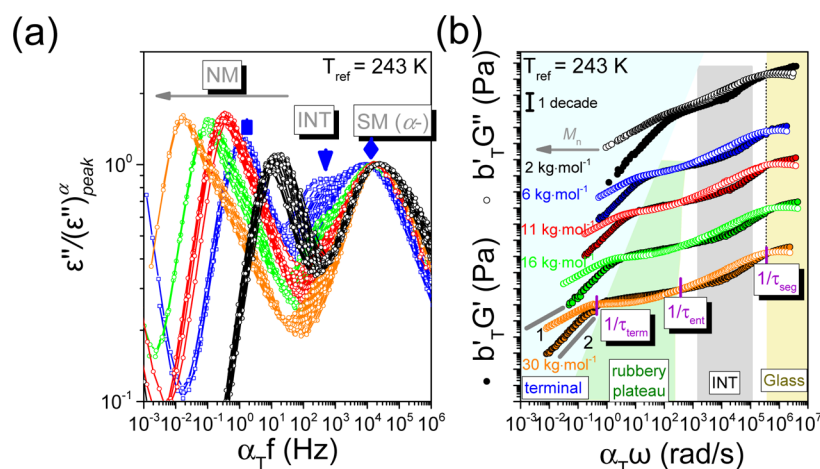 (a)
NM
T_ref = 243 K
INT
SM (α-)
ε''/(ε'')^α_peak
10^0
10^-1
10^-3 10^-2 10^-1 10^0 10^1 10^2 10^3 10^4 10^5 10^6
α_T f (Hz)
(b)
T_ref = 243 K
1 decade
M_n
2 kg·mol^-1
6 kg·mol^-1
11 kg·mol^-1
16 kg·mol^-1
30 kg·mol^-1
1/τ_seg
1/τ_ent
1/τ_term
1
2
terminal
rubbery
plateau
INT
Glass
• b'_T G' (Pa) ○ b'_T G'' (Pa)
10^-3 10^-2 10^-1 10^0 10^1 10^2 10^3 10^4 10^5 10^6 10^7
α_T ω (rad/s)